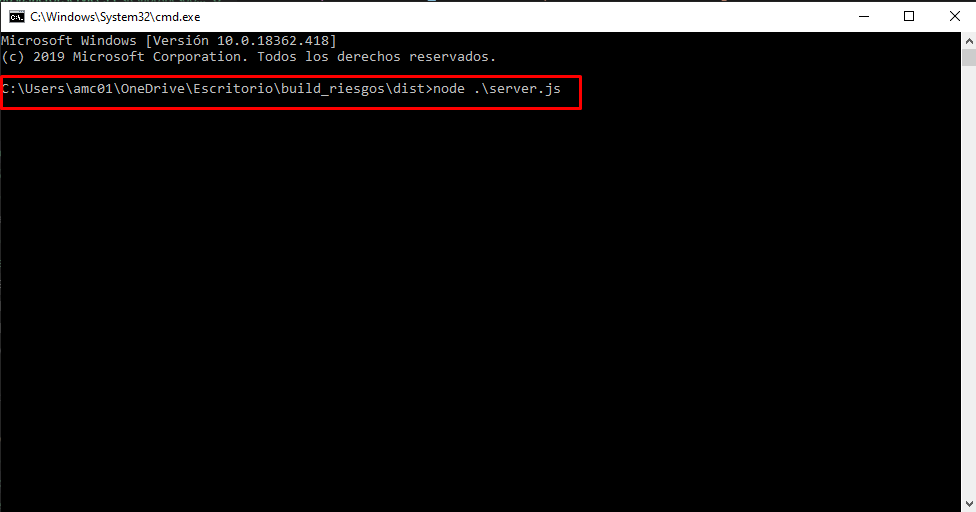 C:\Windows\System32\cmd.exe
Microsoft Windows [Versión 10.0.18362.418]
(c) 2019 Microsoft Corporation. Todos los derechos reservados.
C:\Users\amc01\OneDrive\Escritorio\build_riesgos\dist>node .\server.js